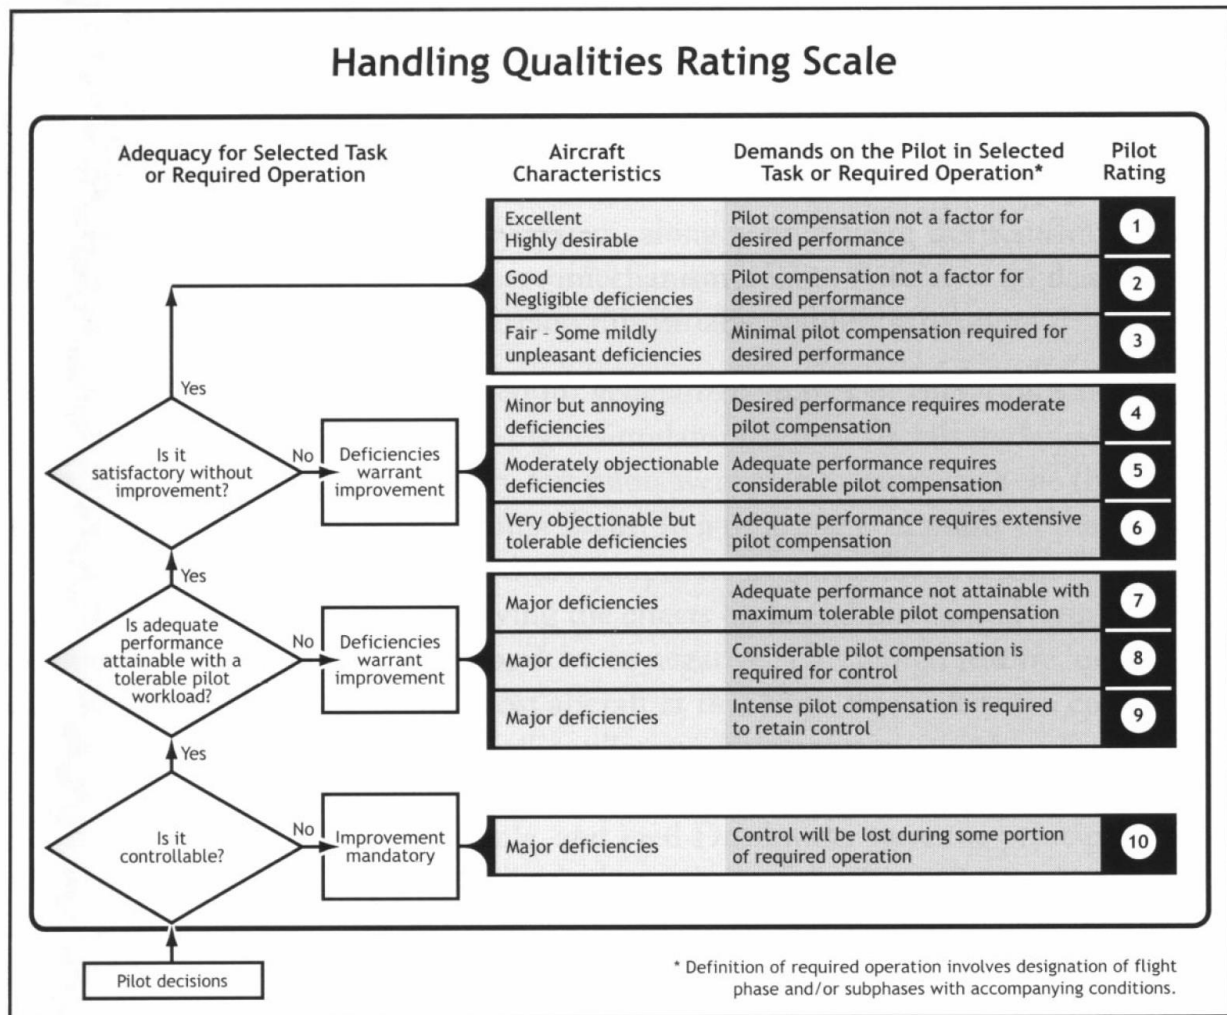 Handling Qualities Rating Scale
Adequacy for Selected Task
or Required Operation
Aircraft
Characteristics
Demands on the Pilot in Selected
Task or Required Operation*
Pilot
Rating
Excellent
Highly desirable
Pilot compensation not a factor for
desired performance
1
Good
Negligible deficiencies
Pilot compensation not a factor for
desired performance
2
Fair – Some mildly
unpleasant deficiencies
Minimal pilot compensation required for
desired performance
3
Yes
Is it
satisfactory without
improvement?
No
Deficiencies
warrant
improvement
Minor but annoying
deficiencies
Desired performance requires moderate
pilot compensation
4
Moderately objectionable
deficiencies
Adequate performance requires
considerable pilot compensation
5
Very objectionable but
tolerable deficiencies
Adequate performance requires extensive
pilot compensation
6
Yes
Is adequate
performance
attainable with a
tolerable pilot
workload?
No
Deficiencies
warrant
improvement
Major deficiencies
Adequate performance not attainable with
maximum tolerable pilot compensation
7
Major deficiencies
Considerable pilot compensation is
required for control
8
Major deficiencies
Intense pilot compensation is required
to retain control
9
Yes
Is it
controllable?
No
Improvement
mandatory
Major deficiencies
Control will be lost during some portion
of required operation
10
Pilot decisions
* Definition of required operation involves designation of flight
phase and/or subphases with accompanying conditions.